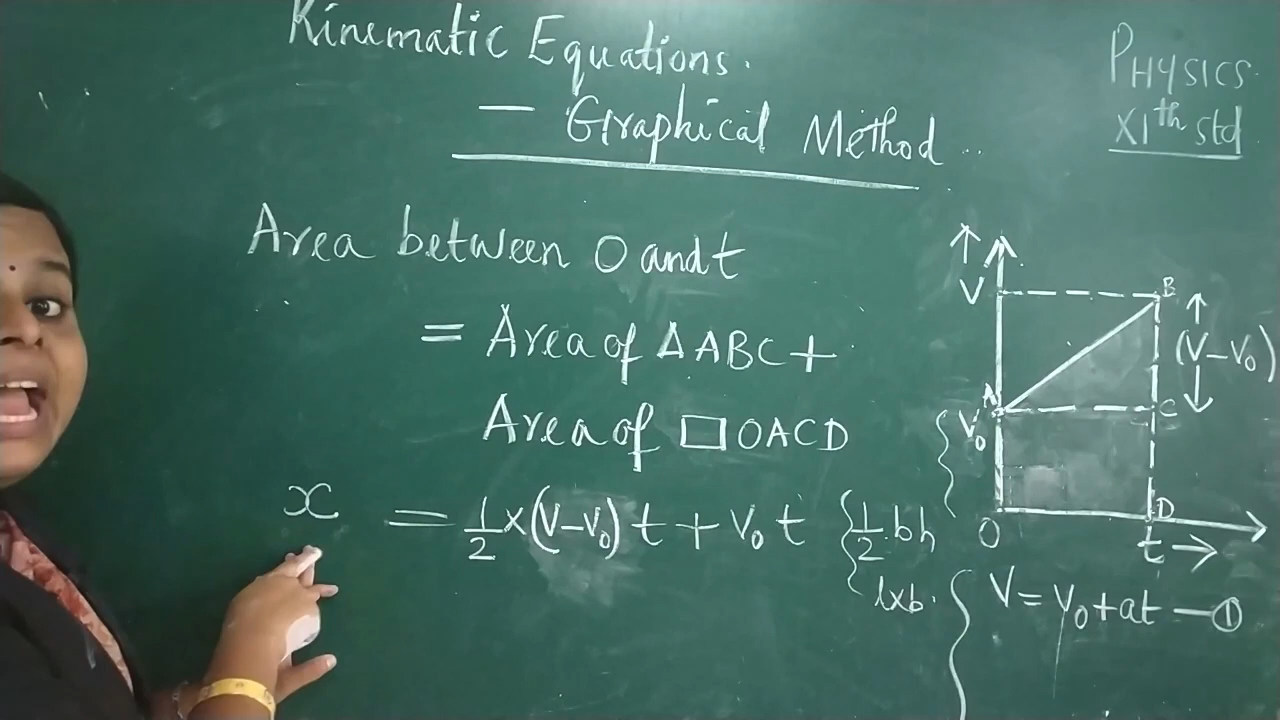 Kinematic Equations.
— Graphical Method
PHYSICS
XIth std
Area between 0 and t
= Area of ΔABC +
Area of □ OACD
x = 1/2 x (V-V₀) t + V₀ t
1/2 bh
lxb.
V
B
(V-V₀)
A
C
V₀
O
D
t →
V = V₀ + at — ①